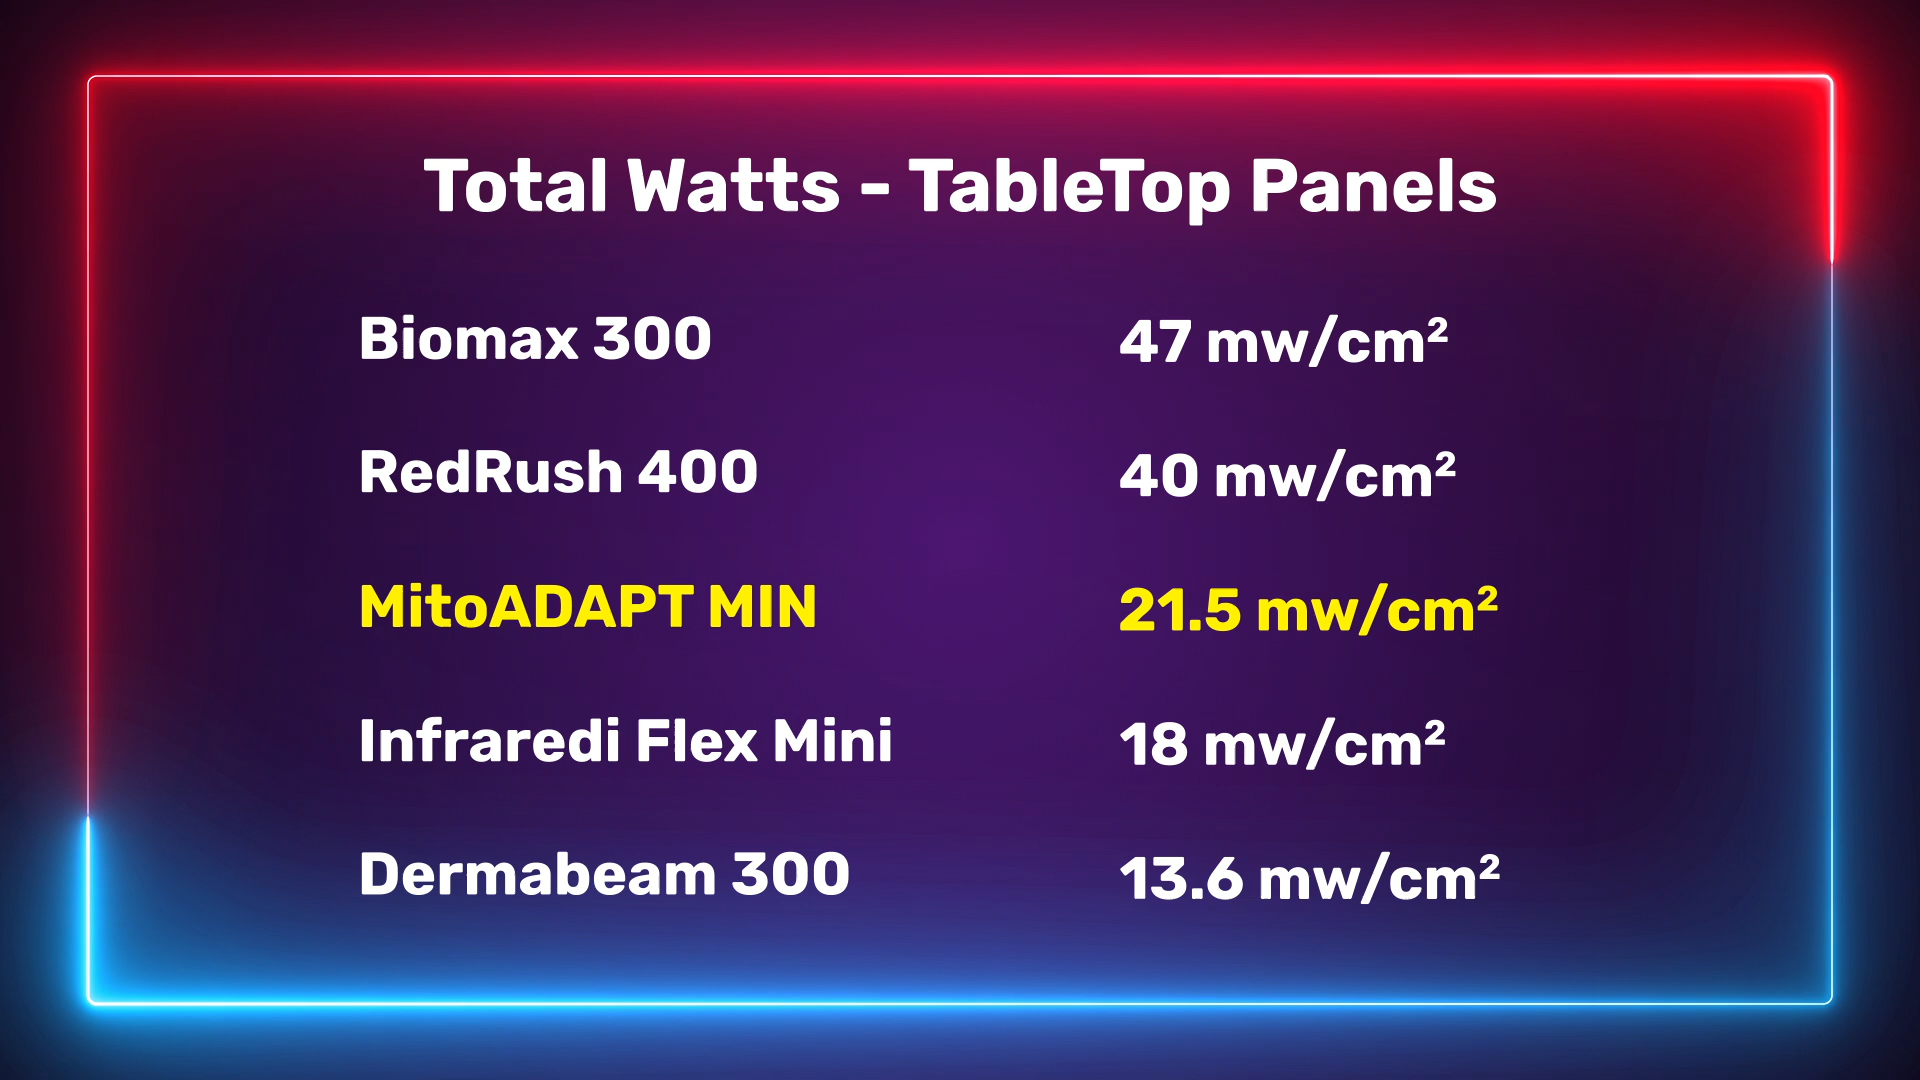 Total Watts - TableTop Panels
Biomax 300 47 mw/cm²
RedRush 400 40 mw/cm²
MitoADAPT MIN 21.5 mw/cm²
Infraredi Flex Mini 18 mw/cm²
Dermabeam 300 13.6 mw/cm²